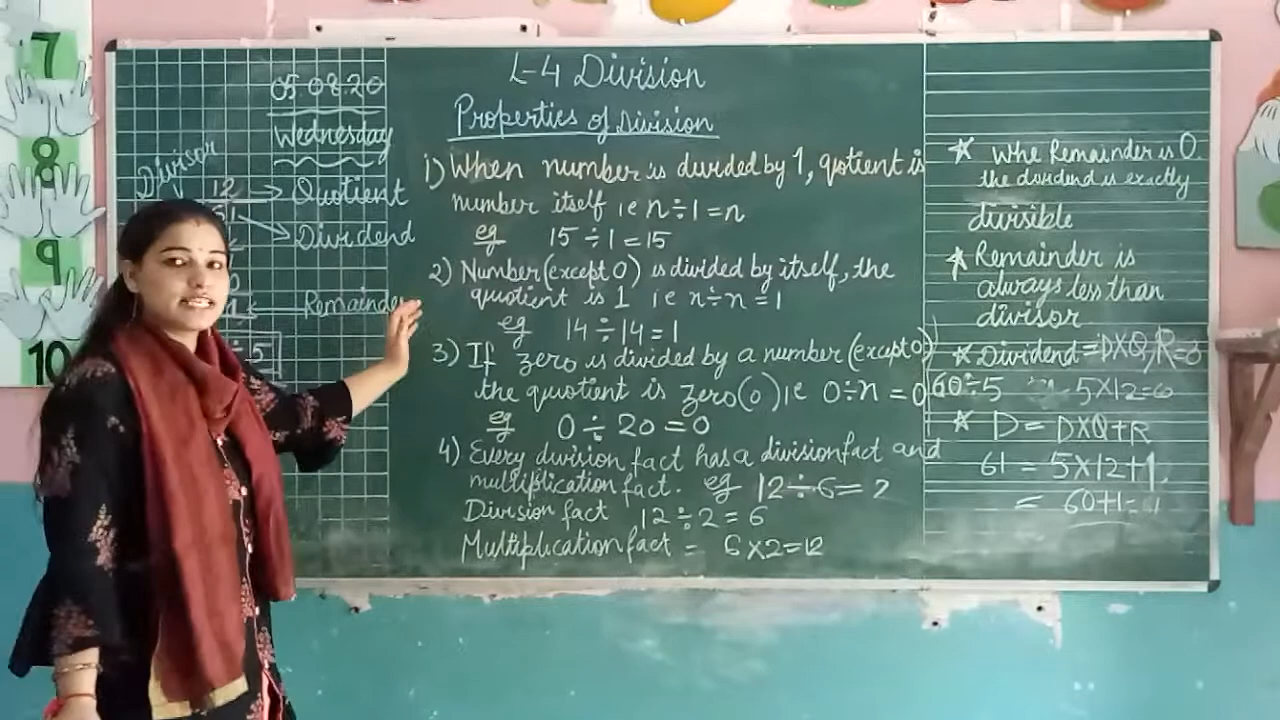 7
8
9
10
05.08.20
Wednesday
Divisor
12
Quotient
Dividend
Remainder
÷5
L-4 Division
Properties of Division
1) When number is divided by 1, qotient is
number itself ie n÷1=n
eg 15÷1=15
2) Number (except 0) is divided by itself, the
quotient is 1 ie n÷n=1
eg 14÷14=1
3) If zero is divided by a number (except 0)
the quotient is zero(0) ie 0÷n=0
eg 0÷20=0
4) Every division fact has a division fact and
multiplication fact. eg 12÷6=2
Division fact 12÷2=6
Multiplication fact = 6×2=12
* Whe Remainder is 0.
the dividend is exactly
divisible
* Remainder is
always less than
divisor
* Dividend=D×Q, R=0
60÷5 5×12=60
* D= D×Q+R
61 = 5×12+1
= 60+1=